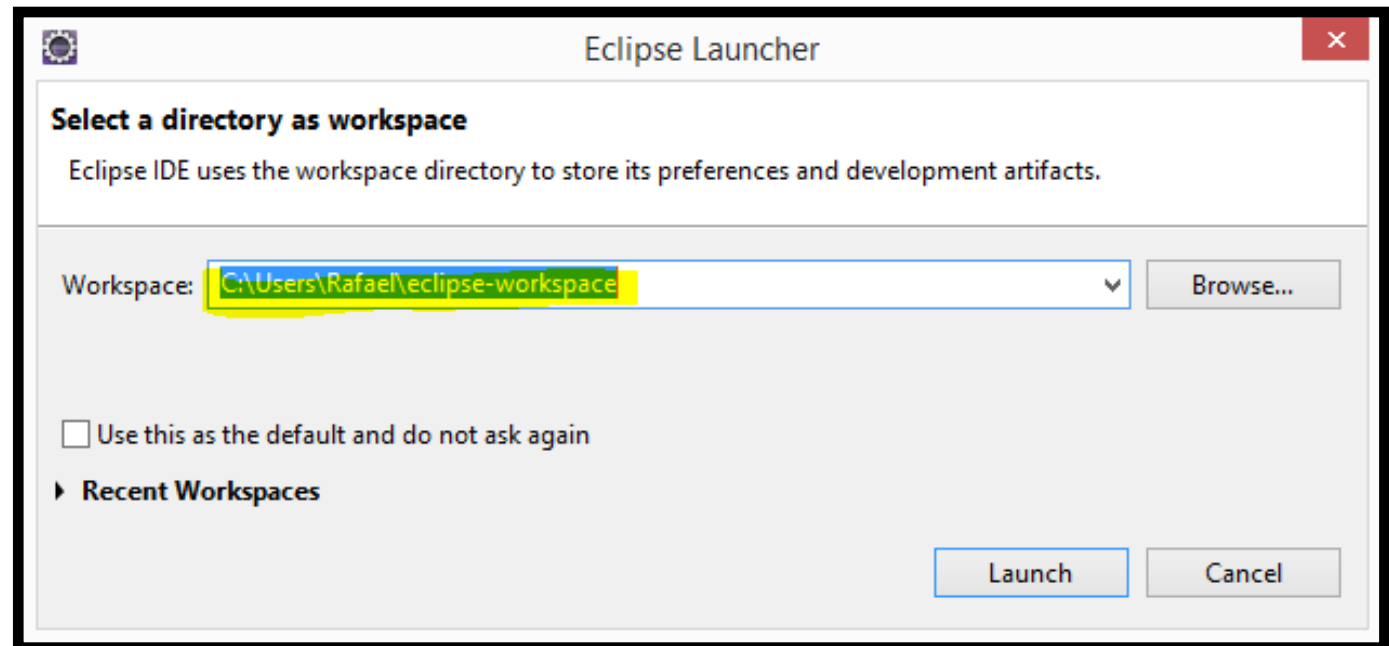 Eclipse Launcher
Select a directory as workspace
Eclipse IDE uses the workspace directory to store its preferences and development artifacts.
Workspace: C:\Users\Rafael\eclipse-workspace Browse...
Use this as the default and do not ask again
Recent Workspaces
Launch Cancel